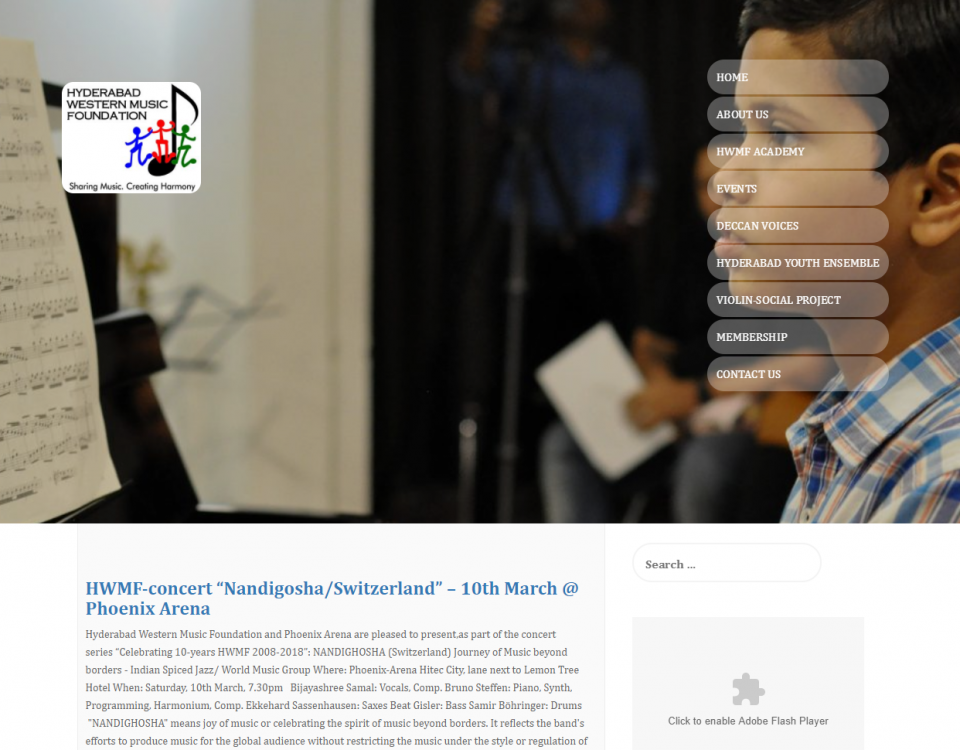 HYDERABAD
WESTERN MUSIC
FOUNDATION
Sharing Music. Creating Harmony
HOME
ABOUT US
HWMF ACADEMY
EVENTS
DECCAN VOICES
HYDERABAD YOUTH ENSEMBLE
VIOLIN-SOCIAL PROJECT
MEMBERSHIP
CONTACT US
HWMF-concert “Nandigosha/Switzerland” – 10th March @
Phoenix Arena
Hyderabad Western Music Foundation and Phoenix Arena are pleased to present,as part of the concert
series “Celebrating 10-years HWMF 2008-2018”: NANDIGHOSHA (Switzerland) Journey of Music beyond
borders - Indian Spiced Jazz/ World Music Group Where: Phoenix-Arena Hitec City, lane next to Lemon Tree
Hotel When: Saturday, 10th March, 7.30pm Bijayashree Samal: Vocals, Comp. Bruno Steffen: Piano, Synth,
Programming, Harmonium, Comp. Ekkehard Sassenhausen: Saxes Beat Gisler: Bass Samir Böhringer: Drums
"NANDIGHOSHA" means joy of music or celebrating the spirit of music beyond borders. It reflects the band's
efforts to produce music for the global audience without restricting the music under the style or regulation of
Search ...
Click to enable Adobe Flash Player